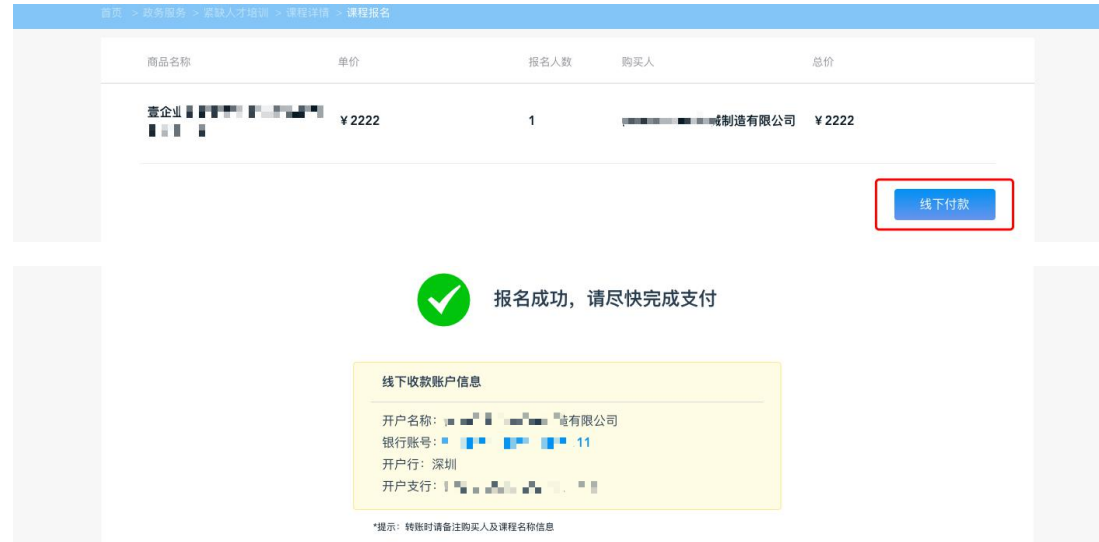 首页 > 政务服务 > 紧缺人才培训 > 课程详情 > 课程报名
商品名称 单价 报名人数 购买人 总价
壹企业 ¥2222 1 械制造有限公司 ¥2222
线下付款
报名成功，请尽快完成支付
线下收款账户信息
开户名称： 造有限公司
银行账号： 11
开户行：深圳
开户支行：
*提示：转账时请备注购买人及课程名称信息